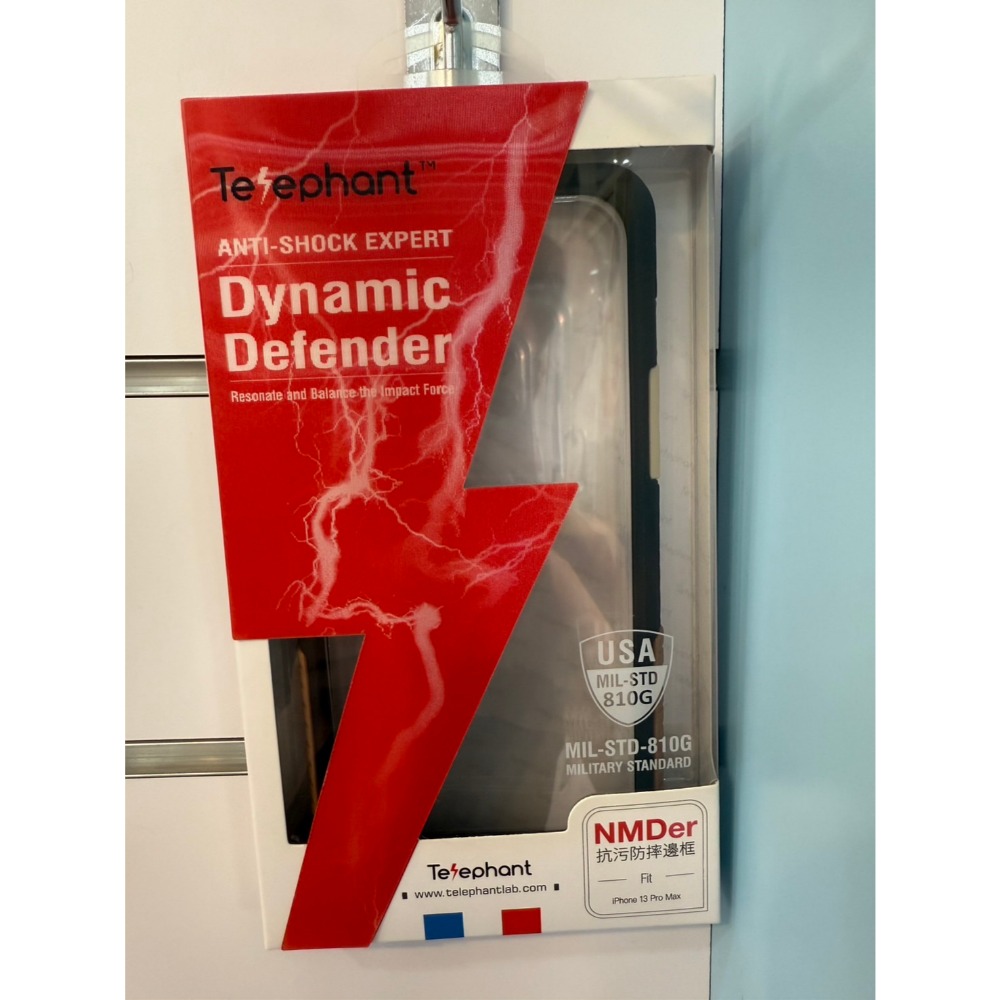 Telephant™
ANTI-SHOCK EXPERT
Dynamic
Defender
Resonate and Balance the Impact Force
USA
MIL-STD
810G
MIL-STD-810G
MILITARY STANDARD
NMDer
抗污防摔邊框
Fit
iPhone 13 Pro Max
Telephant
www.telephantlab.com